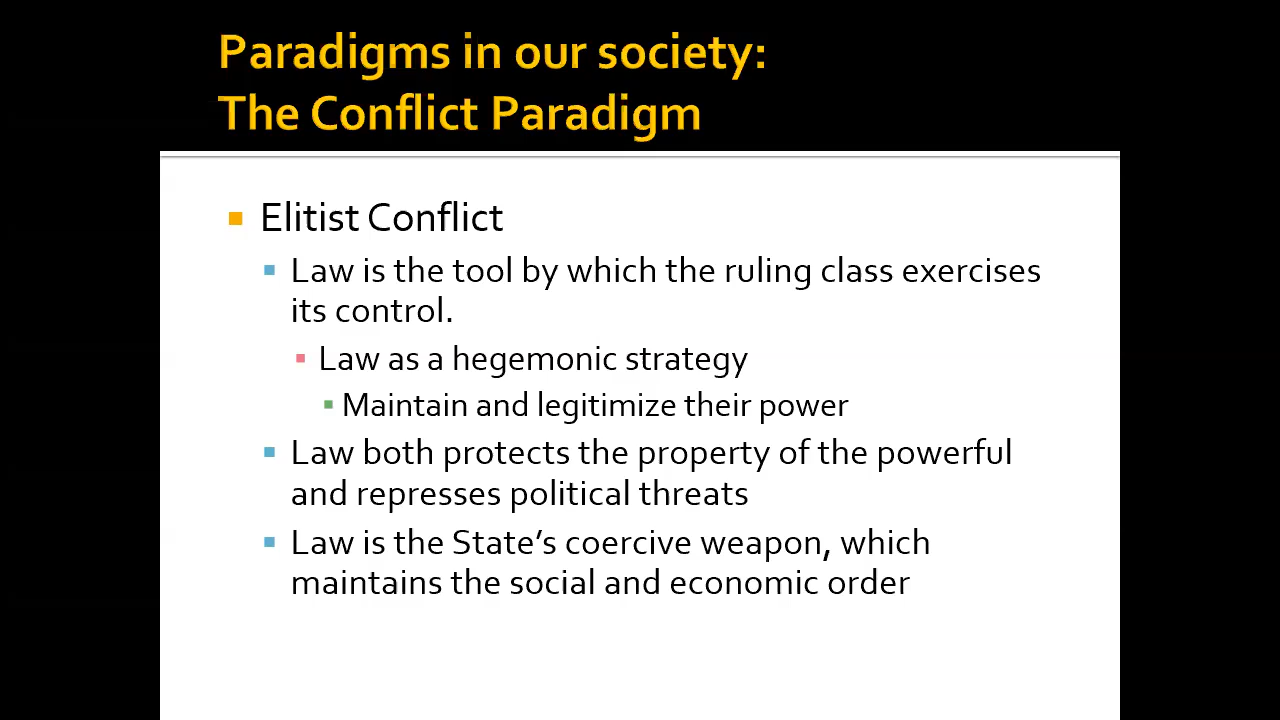 Paradigms in our society:
The Conflict Paradigm
Elitist Conflict
Law is the tool by which the ruling class exercises
its control.
Law as a hegemonic strategy
Maintain and legitimize their power
Law both protects the property of the powerful
and represses political threats
Law is the State’s coercive weapon, which
maintains the social and economic order